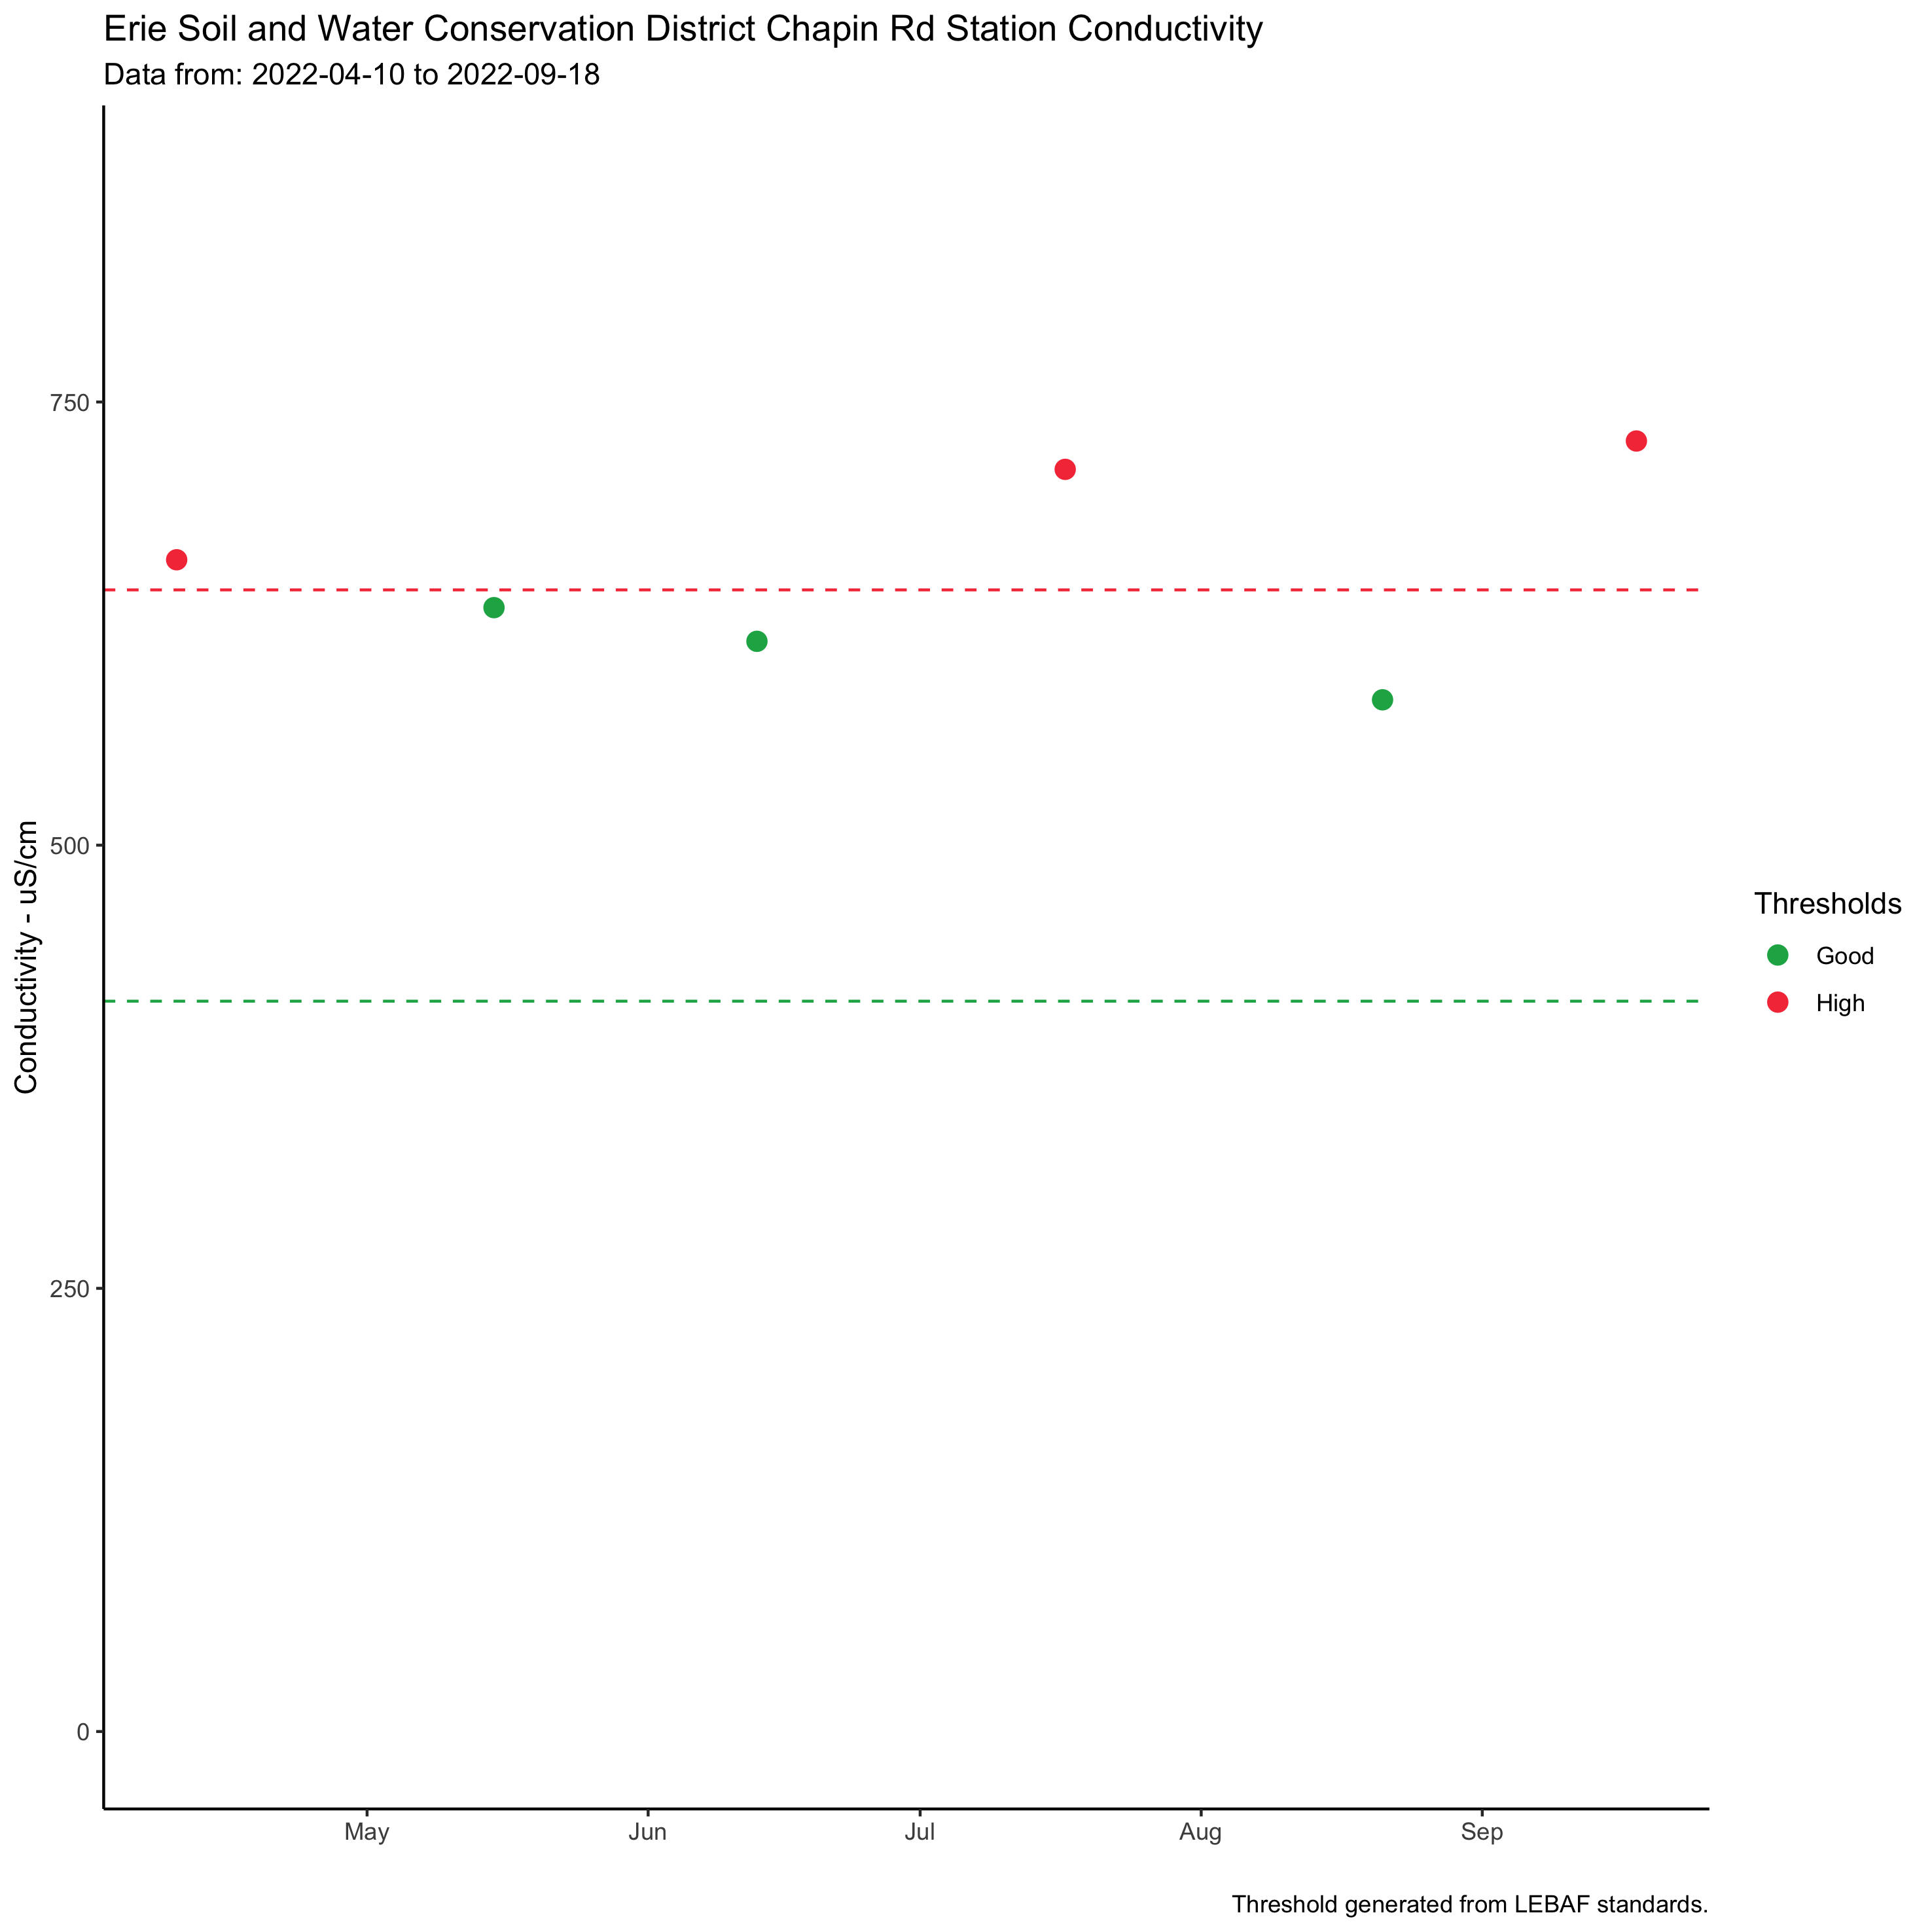 Erie Soil and Water Conservation District Chapin Rd Station Conductivity
Data from: 2022-04-10 to 2022-09-18
Conductivity - uS/cm
750
500
250
0
May
Jun
Jul
Aug
Sep
Thresholds
Good
High
Threshold generated from LEBAF standards.